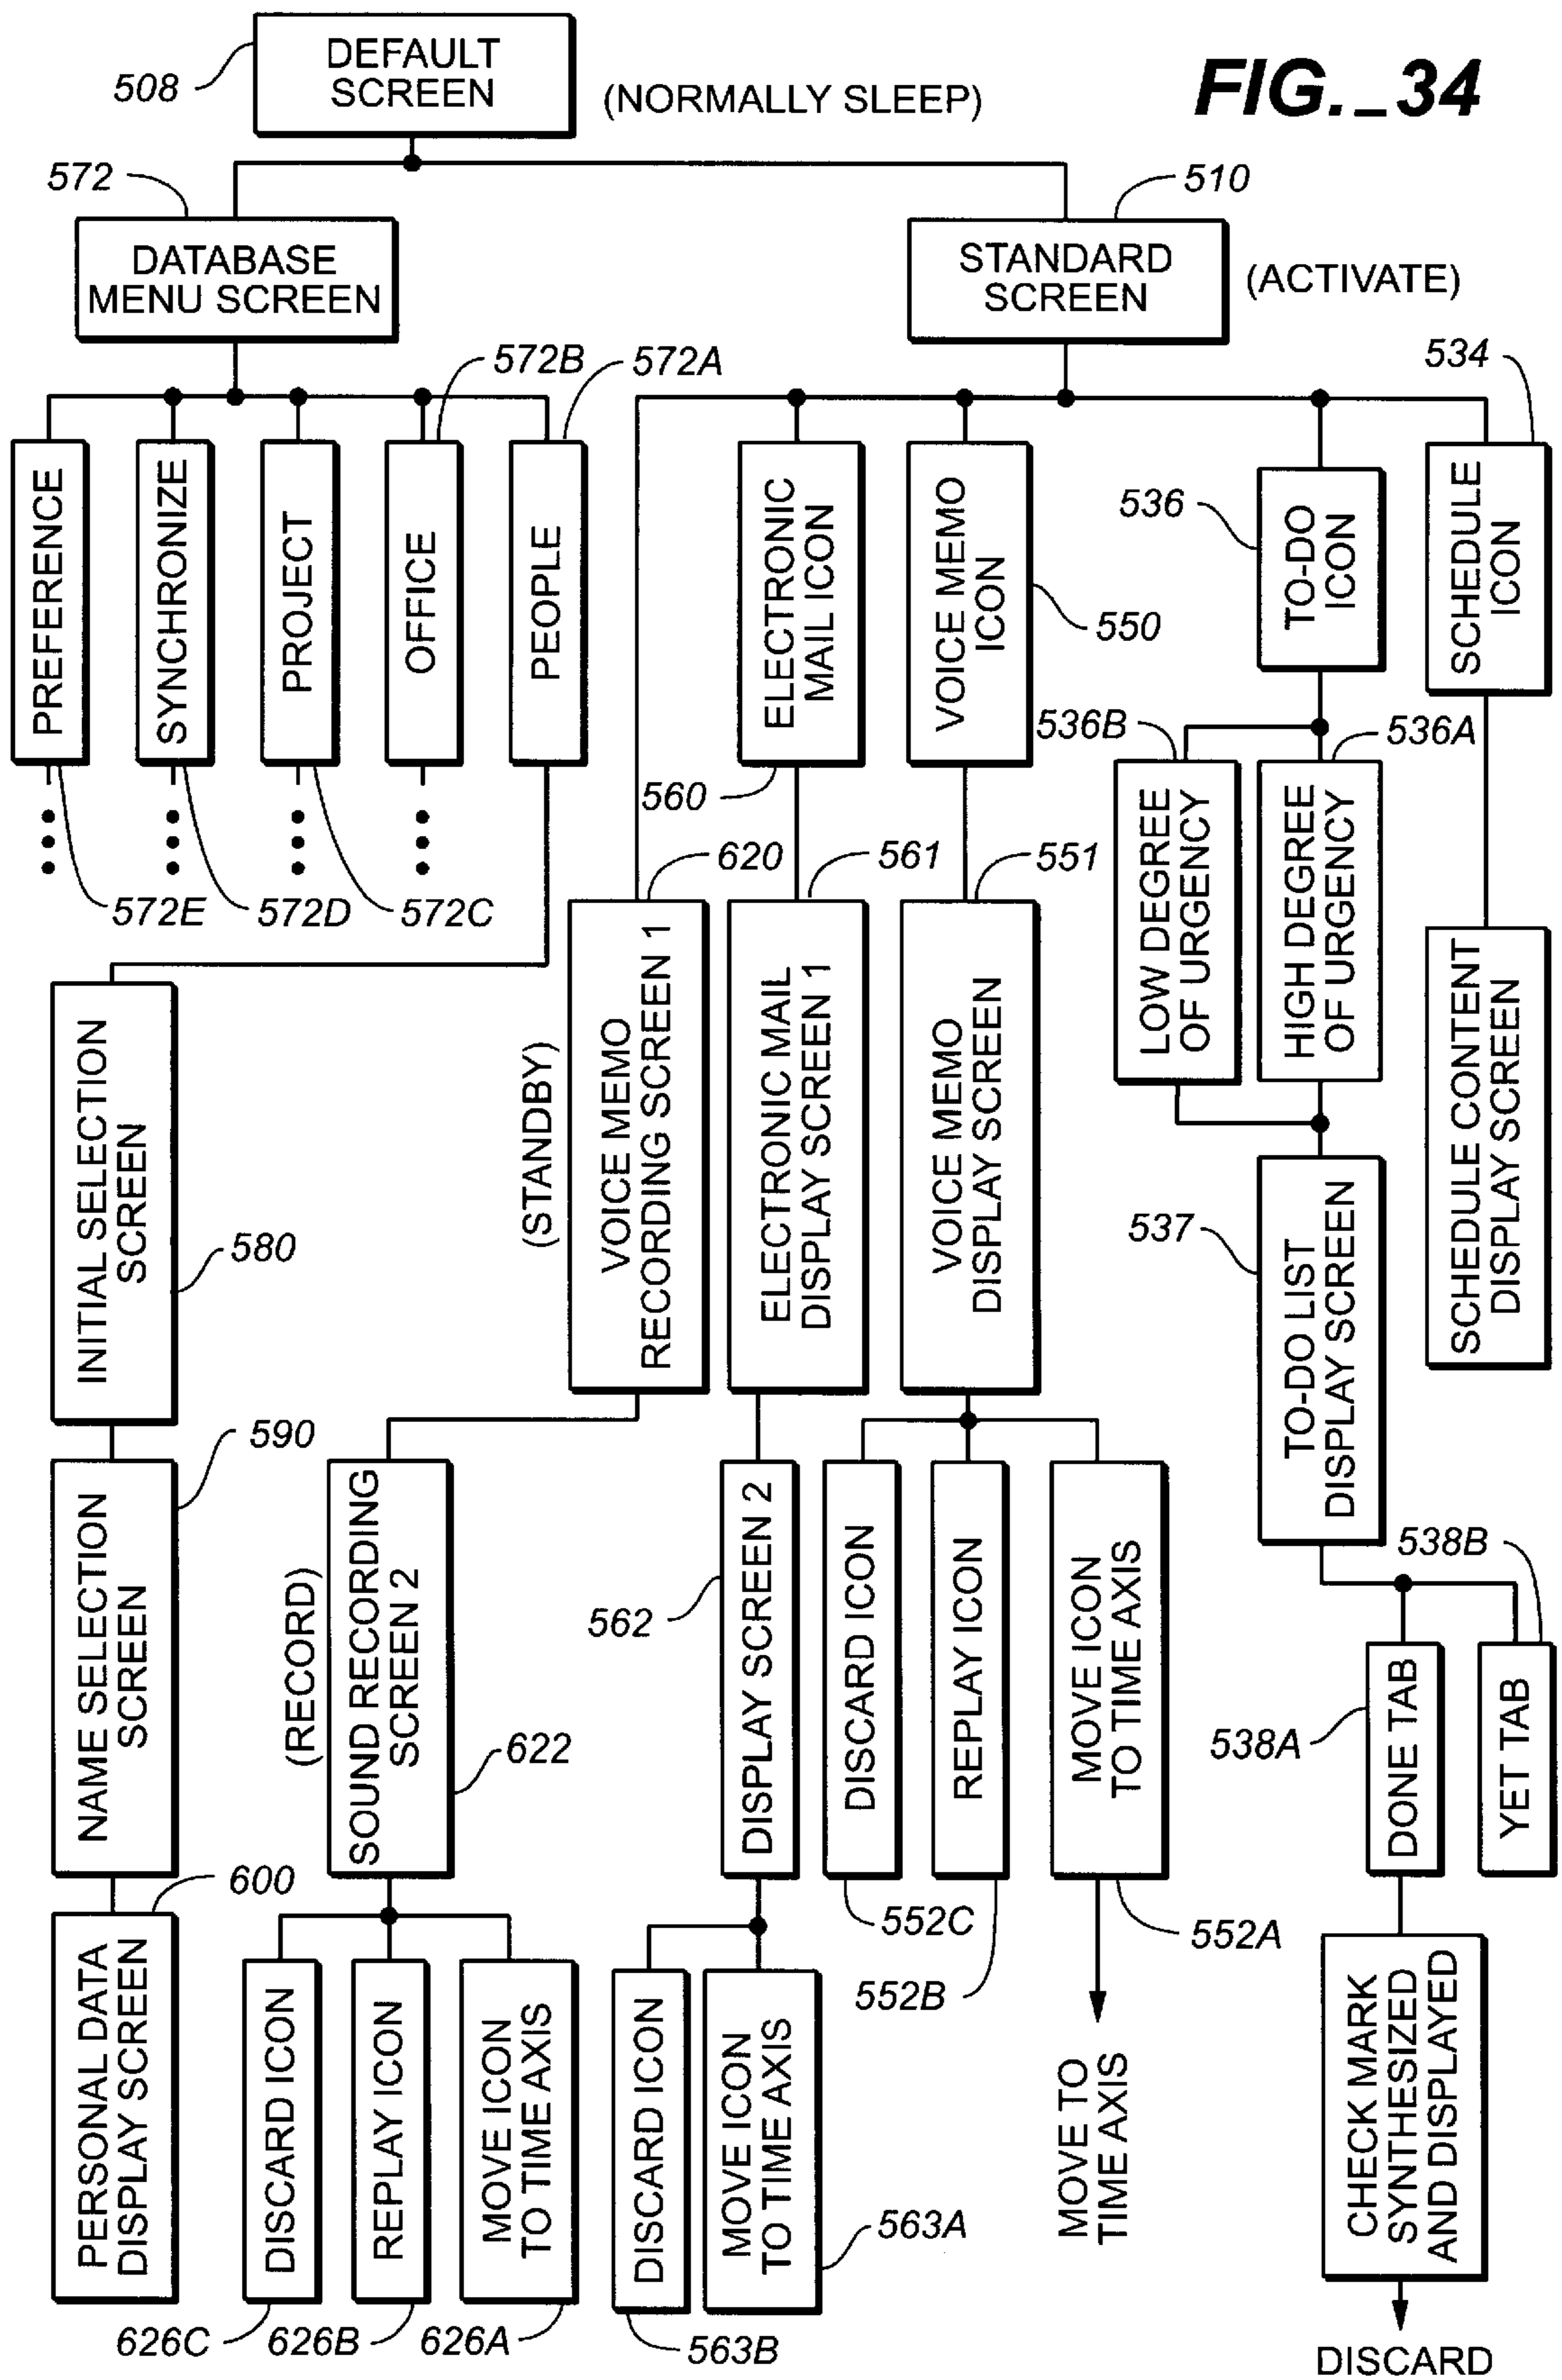 FIG._34
508
DEFAULT
SCREEN
(NORMALLY SLEEP)
572
510
DATABASE
MENU SCREEN
STANDARD
SCREEN
(ACTIVATE)
572B
572A
534
PREFERENCE
SYNCHRONIZE
PROJECT
OFFICE
PEOPLE
ELECTRONIC
MAIL ICON
VOICE MEMO
ICON
536
TO-DO
ICON
SCHEDULE
ICON
550
560
536B
536A
572E
572D
572C
620
561
551
LOW DEGREE
OF URGENCY
HIGH DEGREE
OF URGENCY
INITIAL SELECTION
SCREEN
580
(STANDBY)
VOICE MEMO
RECORDING SCREEN 1
ELECTRONIC MAIL
DISPLAY SCREEN 1
VOICE MEMO
DISPLAY SCREEN
537
TO-DO LIST
DISPLAY SCREEN
SCHEDULE CONTENT
DISPLAY SCREEN
590
NAME SELECTION
SCREEN
(RECORD)
SOUND RECORDING
SCREEN 2
622
562
DISPLAY SCREEN 2
DISCARD ICON
REPLAY ICON
MOVE ICON
TO TIME AXIS
538B
538A
DONE TAB
YET TAB
600
552C
552B
552A
PERSONAL DATA
DISPLAY SCREEN
DISCARD ICON
REPLAY ICON
MOVE ICON
TO TIME AXIS
DISCARD ICON
MOVE ICON
TO TIME AXIS
563A
MOVE TO
TIME AXIS
CHECK MARK
SYNTHESIZED
AND DISPLAYED
626C
626B
626A
563B
DISCARD